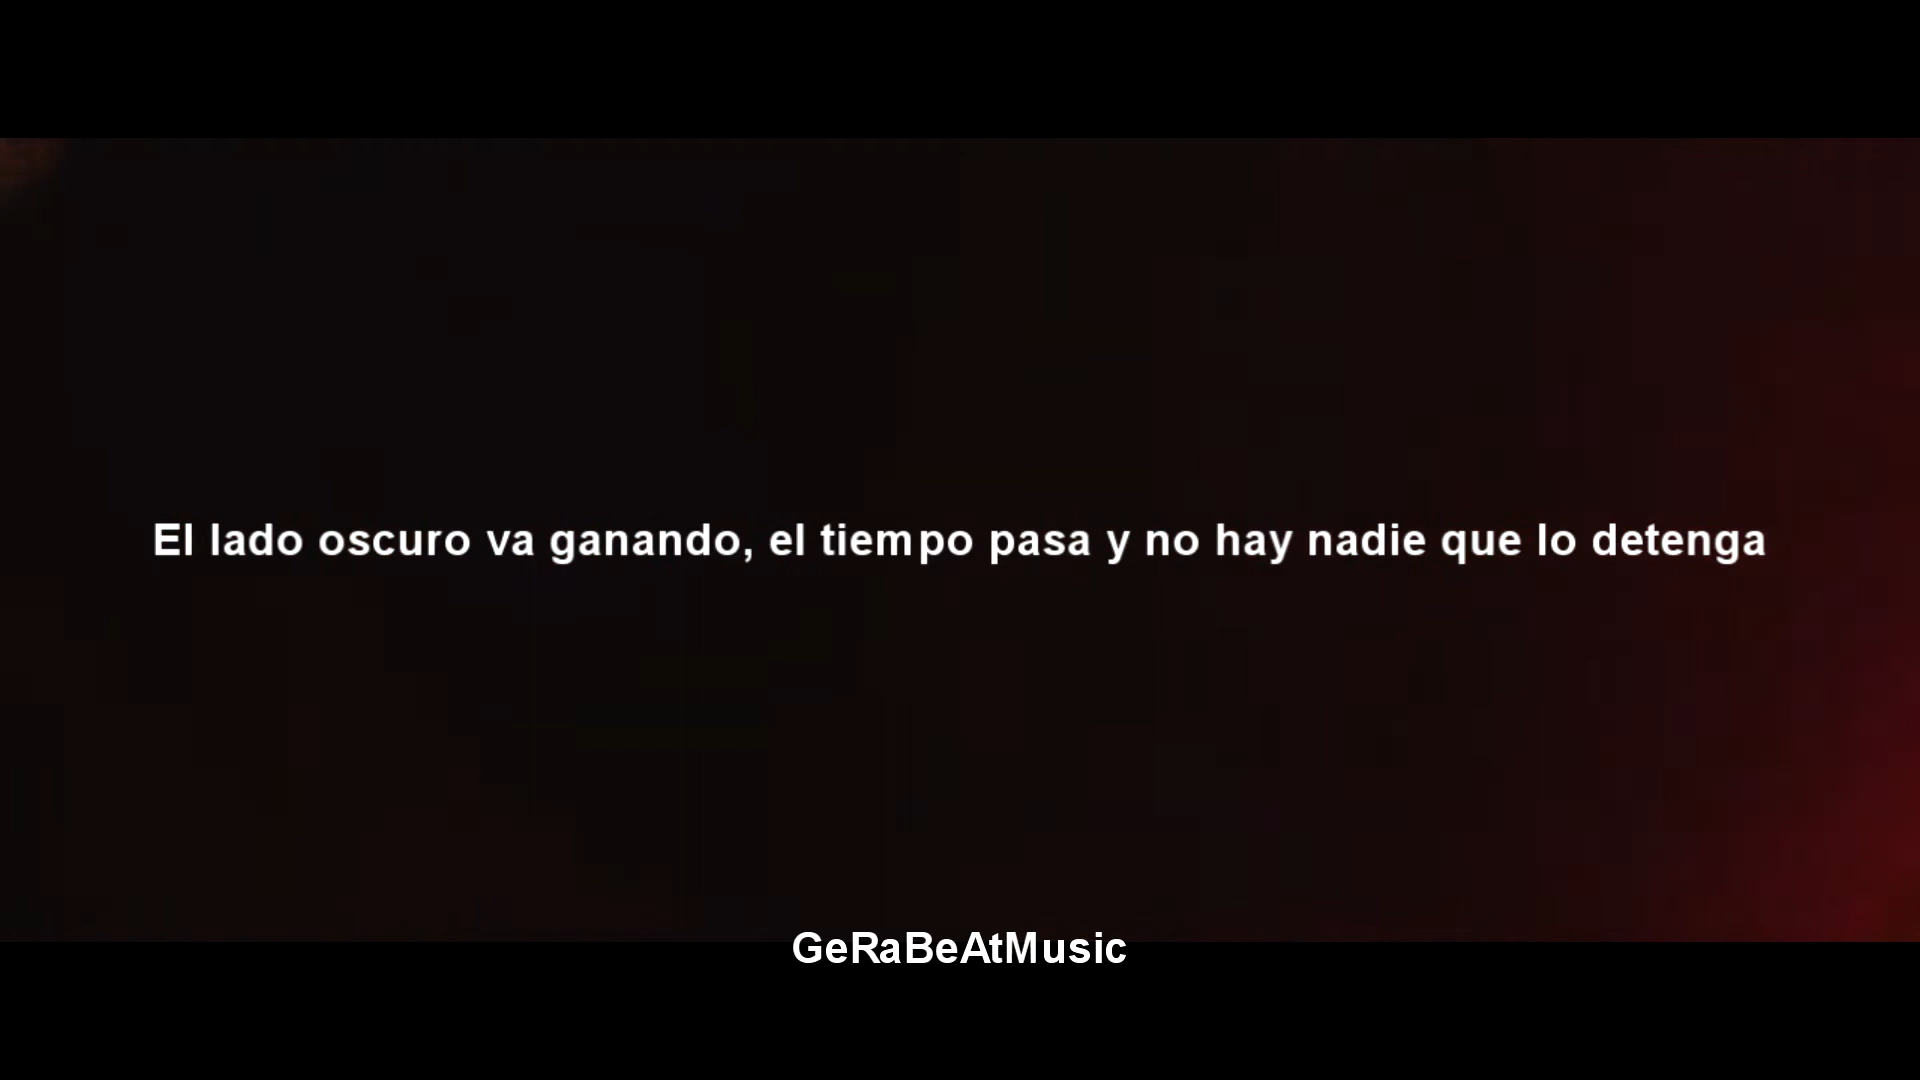 El lado oscuro va ganando, el tiempo pasa y no hay nadie que lo detenga
GeRaBeAtMusic